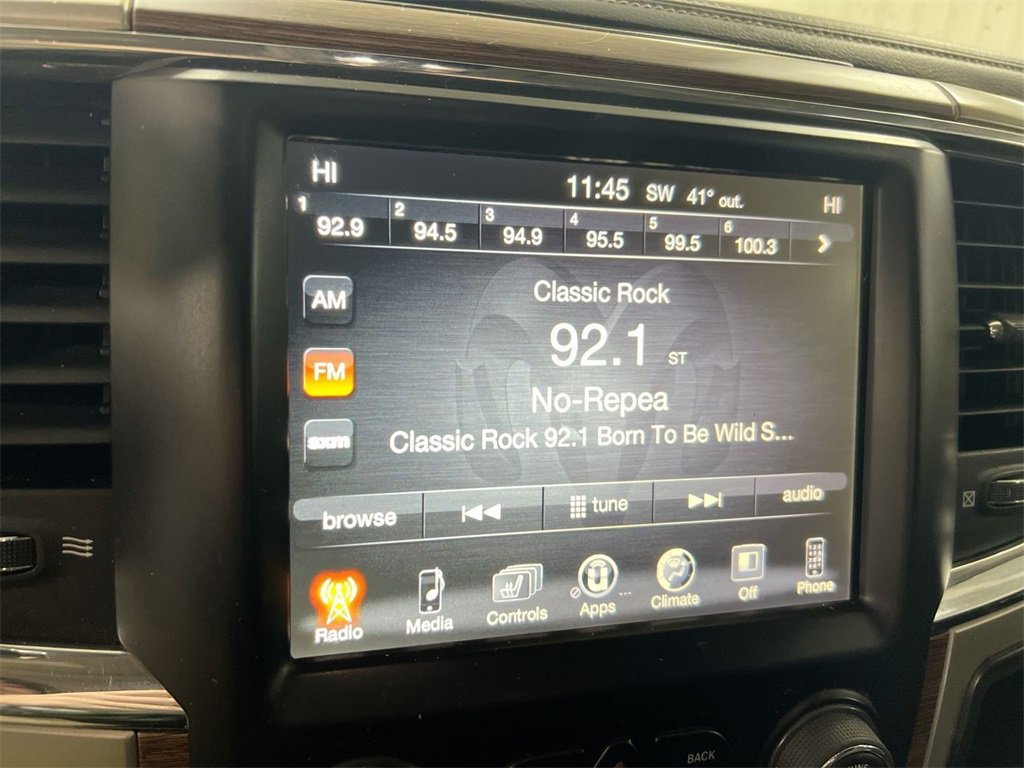 HI 11:45 SW 41° out. HI
1 92.9 2 94.5 3 94.9 4 95.5 5 99.5 6 100.3
Classic Rock
AM
92.1 ST
FM
No-Repea
Classic Rock 92.1 Born To Be Wild S...
sxm
browse tune audio
Radio Media Controls Apps Climate Off Phone
BACK